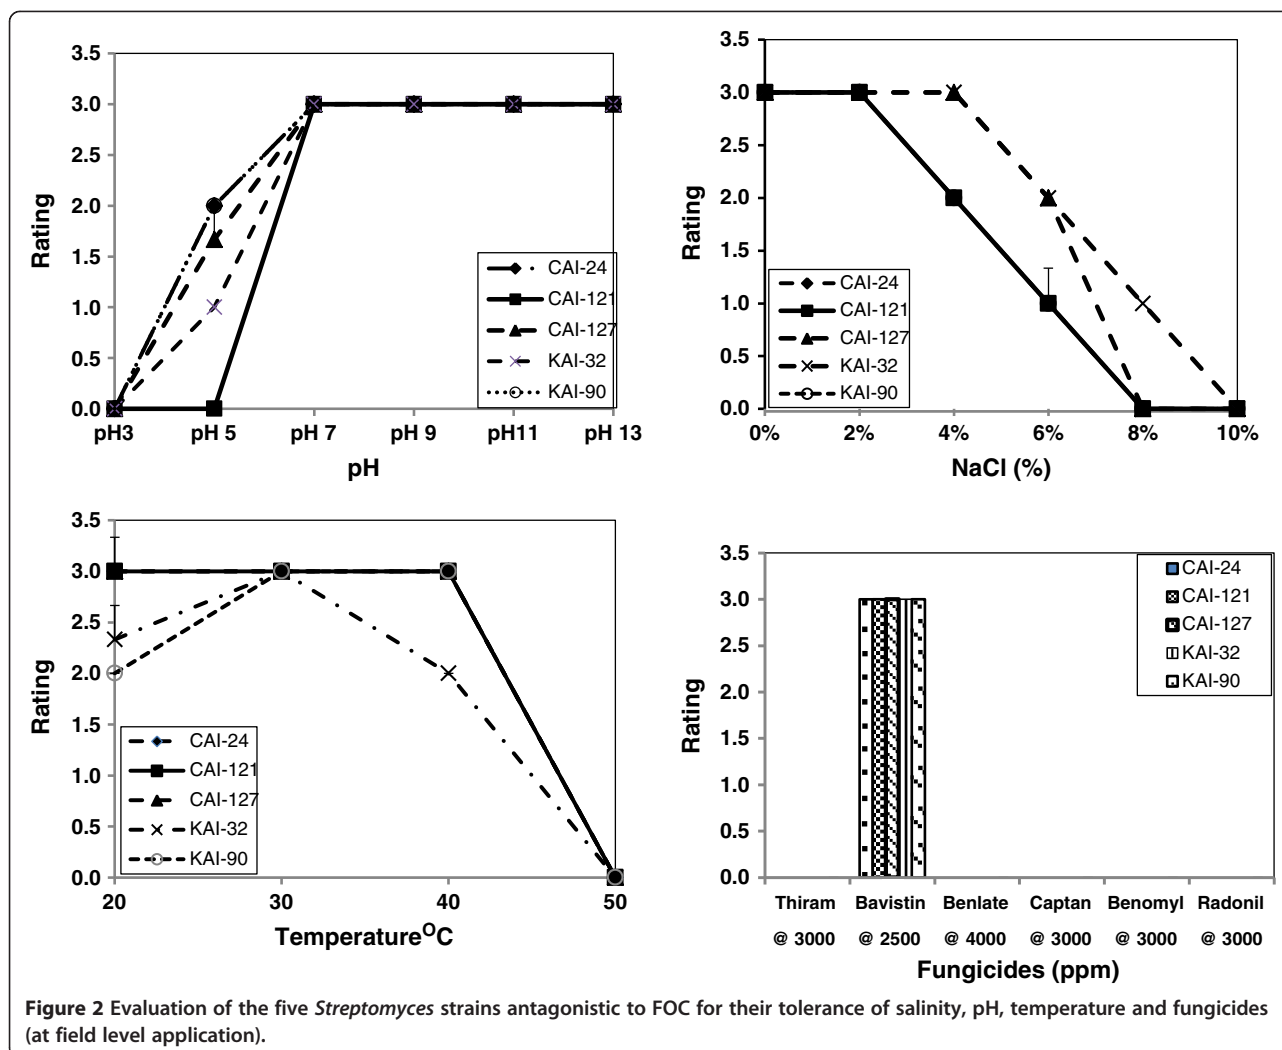 3.5
3.0
2.5
2.0
1.5
1.0
0.5
0.0
Rating
pH3 pH 5 pH 7 pH 9 pH11 pH 13
pH
CAI-24
CAI-121
CAI-127
KAI-32
KAI-90
3.5
3.0
2.5
2.0
1.5
1.0
0.5
0.0
Rating
0% 2% 4% 6% 8% 10%
NaCl (%)
CAI-24
CAI-121
CAI-127
KAI-32
KAI-90
3.5
3.0
2.5
2.0
1.5
1.0
0.5
0.0
Rating
20 30 40 50
Temperature°C
CAI-24
CAI-121
CAI-127
KAI-32
KAI-90
3.5
3.0
2.5
2.0
1.5
1.0
0.5
0.0
Rating
CAI-24
CAI-121
CAI-127
KAI-32
KAI-90
Thiram Bavistin Benlate Captan Benomyl Radonil
@ 3000 @ 2500 @ 4000 @ 3000 @ 3000 @ 3000
Fungicides (ppm)
Figure 2 Evaluation of the five Streptomyces strains antagonistic to FOC for their tolerance of salinity, pH, temperature and fungicides
(at field level application).